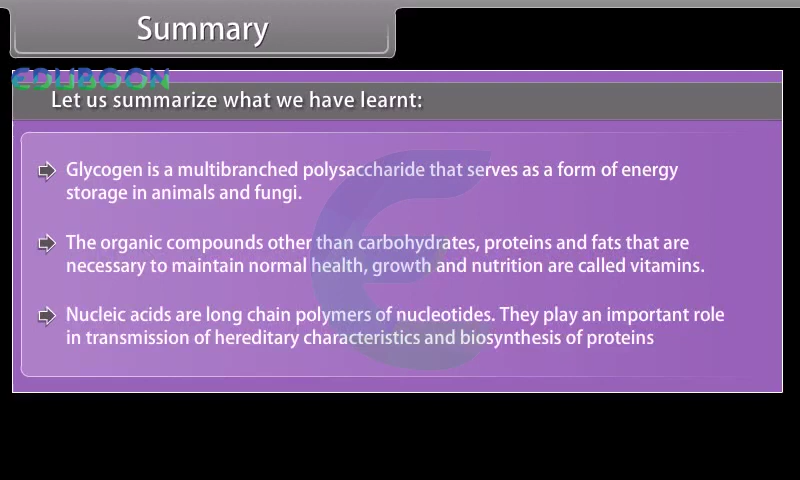 Summary
EDUBOON
Let us summarize what we have learnt:
Glycogen is a multibranched polysaccharide that serves as a form of energy
storage in animals and fungi.
The organic compounds other than carbohydrates, proteins and fats that are
necessary to maintain normal health, growth and nutrition are called vitamins.
Nucleic acids are long chain polymers of nucleotides. They play an important role
in transmission of hereditary characteristics and biosynthesis of proteins